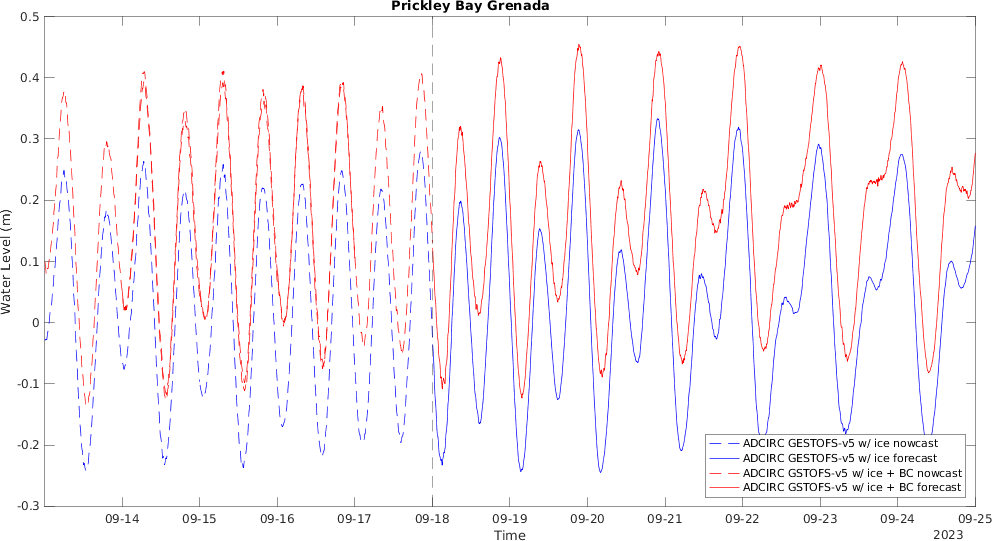 Prickley Bay Grenada
0.5
0.4
0.3
0.2
0.1
0
-0.1
-0.2
-0.3
Water Level (m)
09-14 09-15 09-16 09-17 09-18 09-19 09-20 09-21 09-22 09-23 09-24 09-25
Time
2023
ADCIRC GESTOFS-v5 w/ ice nowcast
ADCIRC GESTOFS-v5 w/ ice forecast
ADCIRC GSTOFS-v5 w/ ice + BC nowcast
ADCIRC GSTOFS-v5 w/ ice + BC forecast